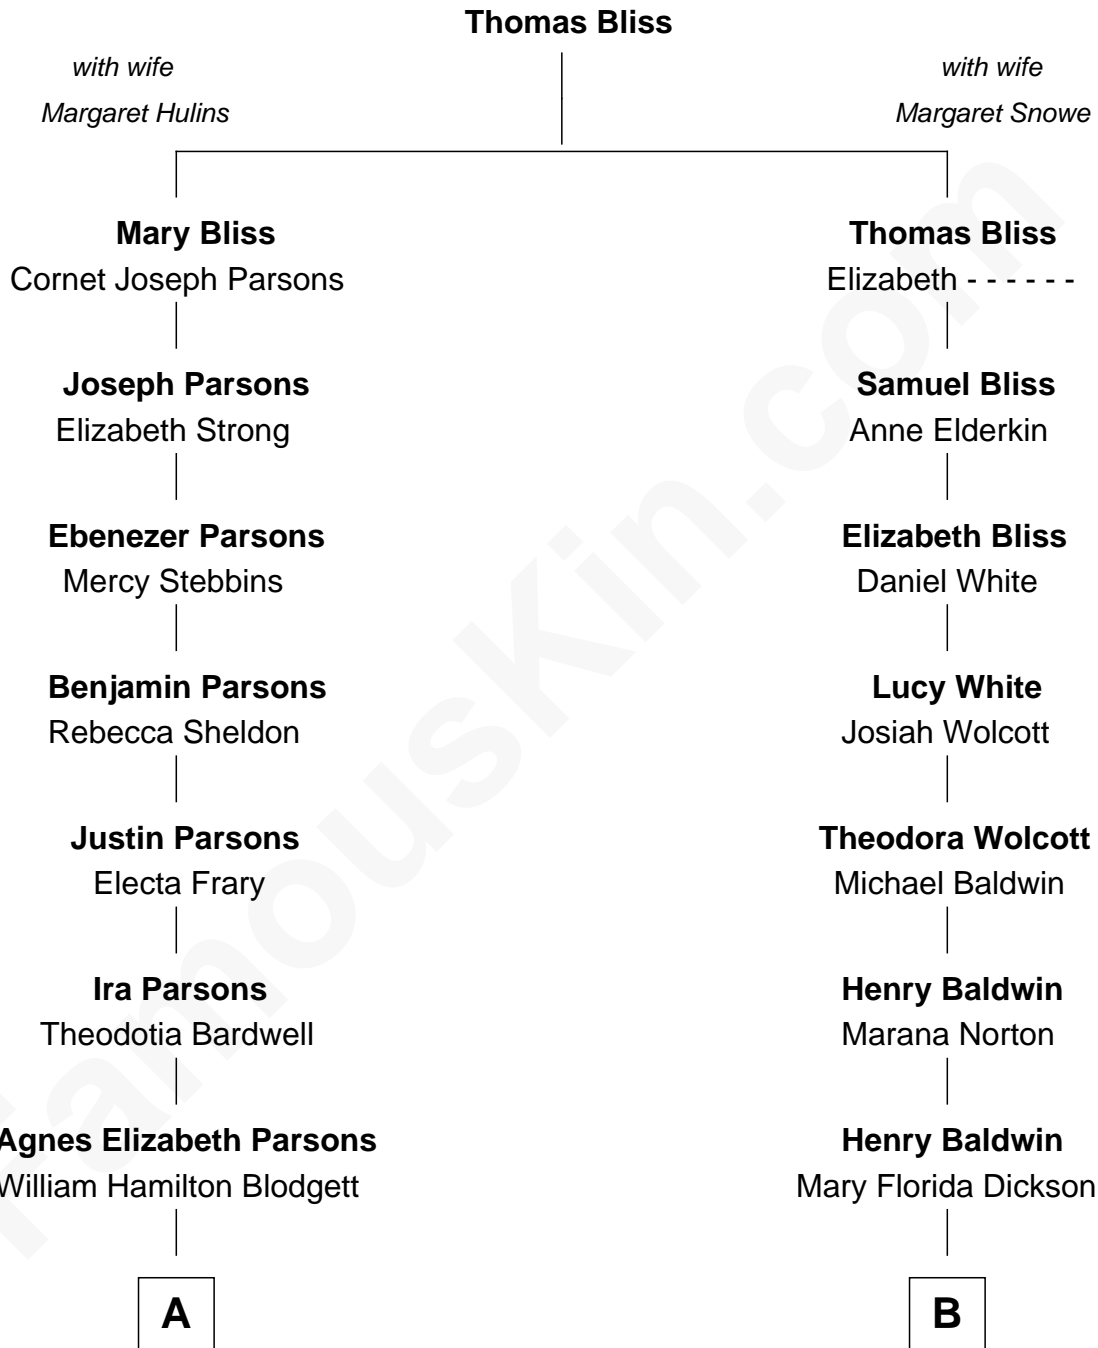 Thomas Bliss
with wife
Margaret Hulins
with wife
Margaret Snowe
Mary Bliss
Cornet Joseph Parsons
Thomas Bliss
Elizabeth - - - - - -
Joseph Parsons
Elizabeth Strong
Samuel Bliss
Anne Elderkin
Ebenezer Parsons
Mercy Stebbins
Elizabeth Bliss
Daniel White
Benjamin Parsons
Rebecca Sheldon
Lucy White
Josiah Wolcott
Justin Parsons
Electa Frary
Theodora Wolcott
Michael Baldwin
Ira Parsons
Theodotia Bardwell
Henry Baldwin
Marana Norton
Agnes Elizabeth Parsons
William Hamilton Blodgett
Henry Baldwin
Mary Florida Dickson
A
B
FamousKin.com